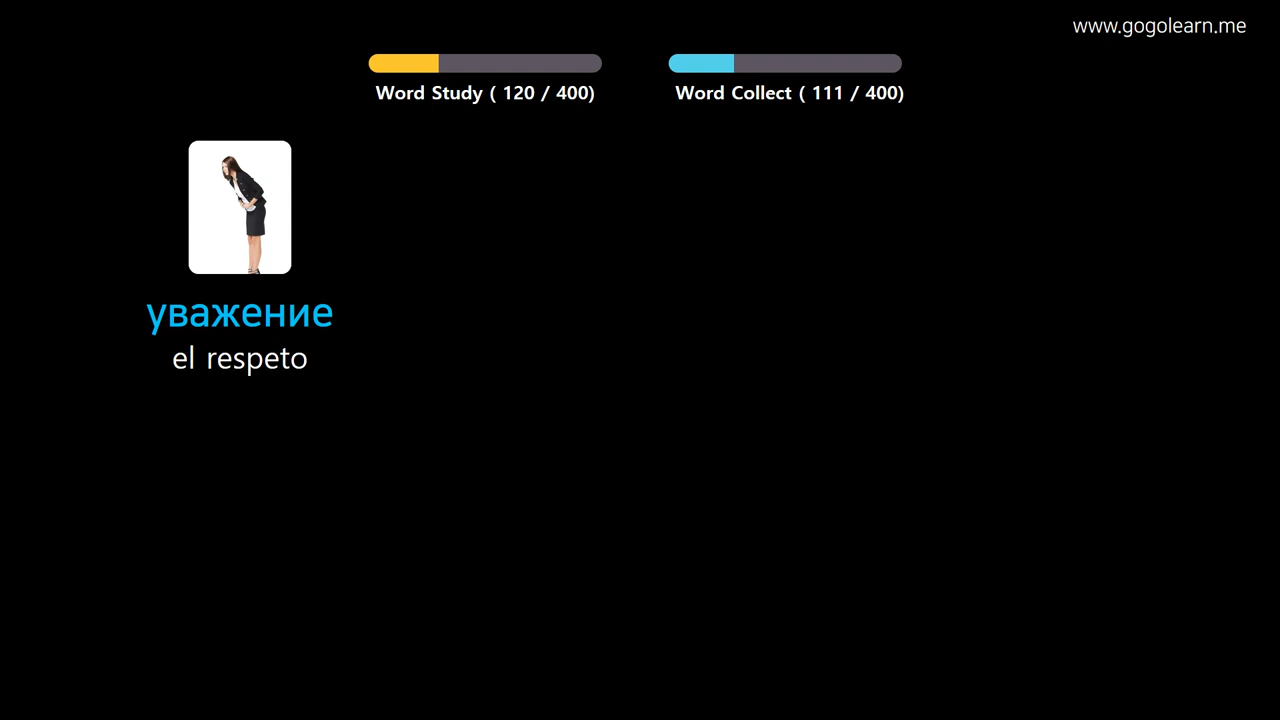 www.gogolearn.me
Word Study ( 120 / 400)
Word Collect ( 111 / 400)
уважение
el respeto